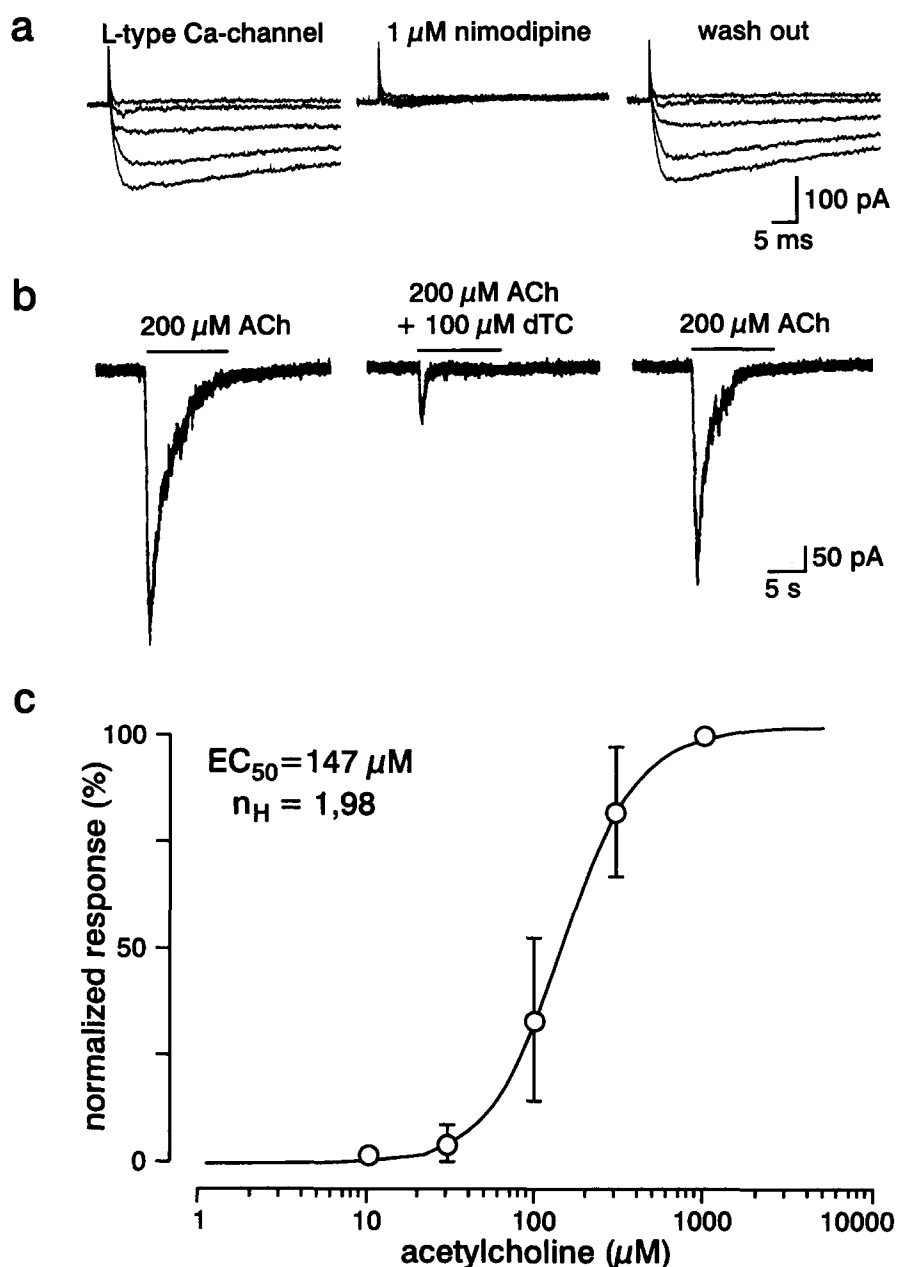 a
L-type Ca-channel
1 μM nimodipine
wash out
100 pA
5 ms
b
200 μM ACh
200 μM ACh
+ 100 μM dTC
200 μM ACh
50 pA
5 s
c
normalized response (%)
100
50
0
EC50=147 μM
nH = 1,98
1 10 100 1000 10000
acetylcholine (μM)